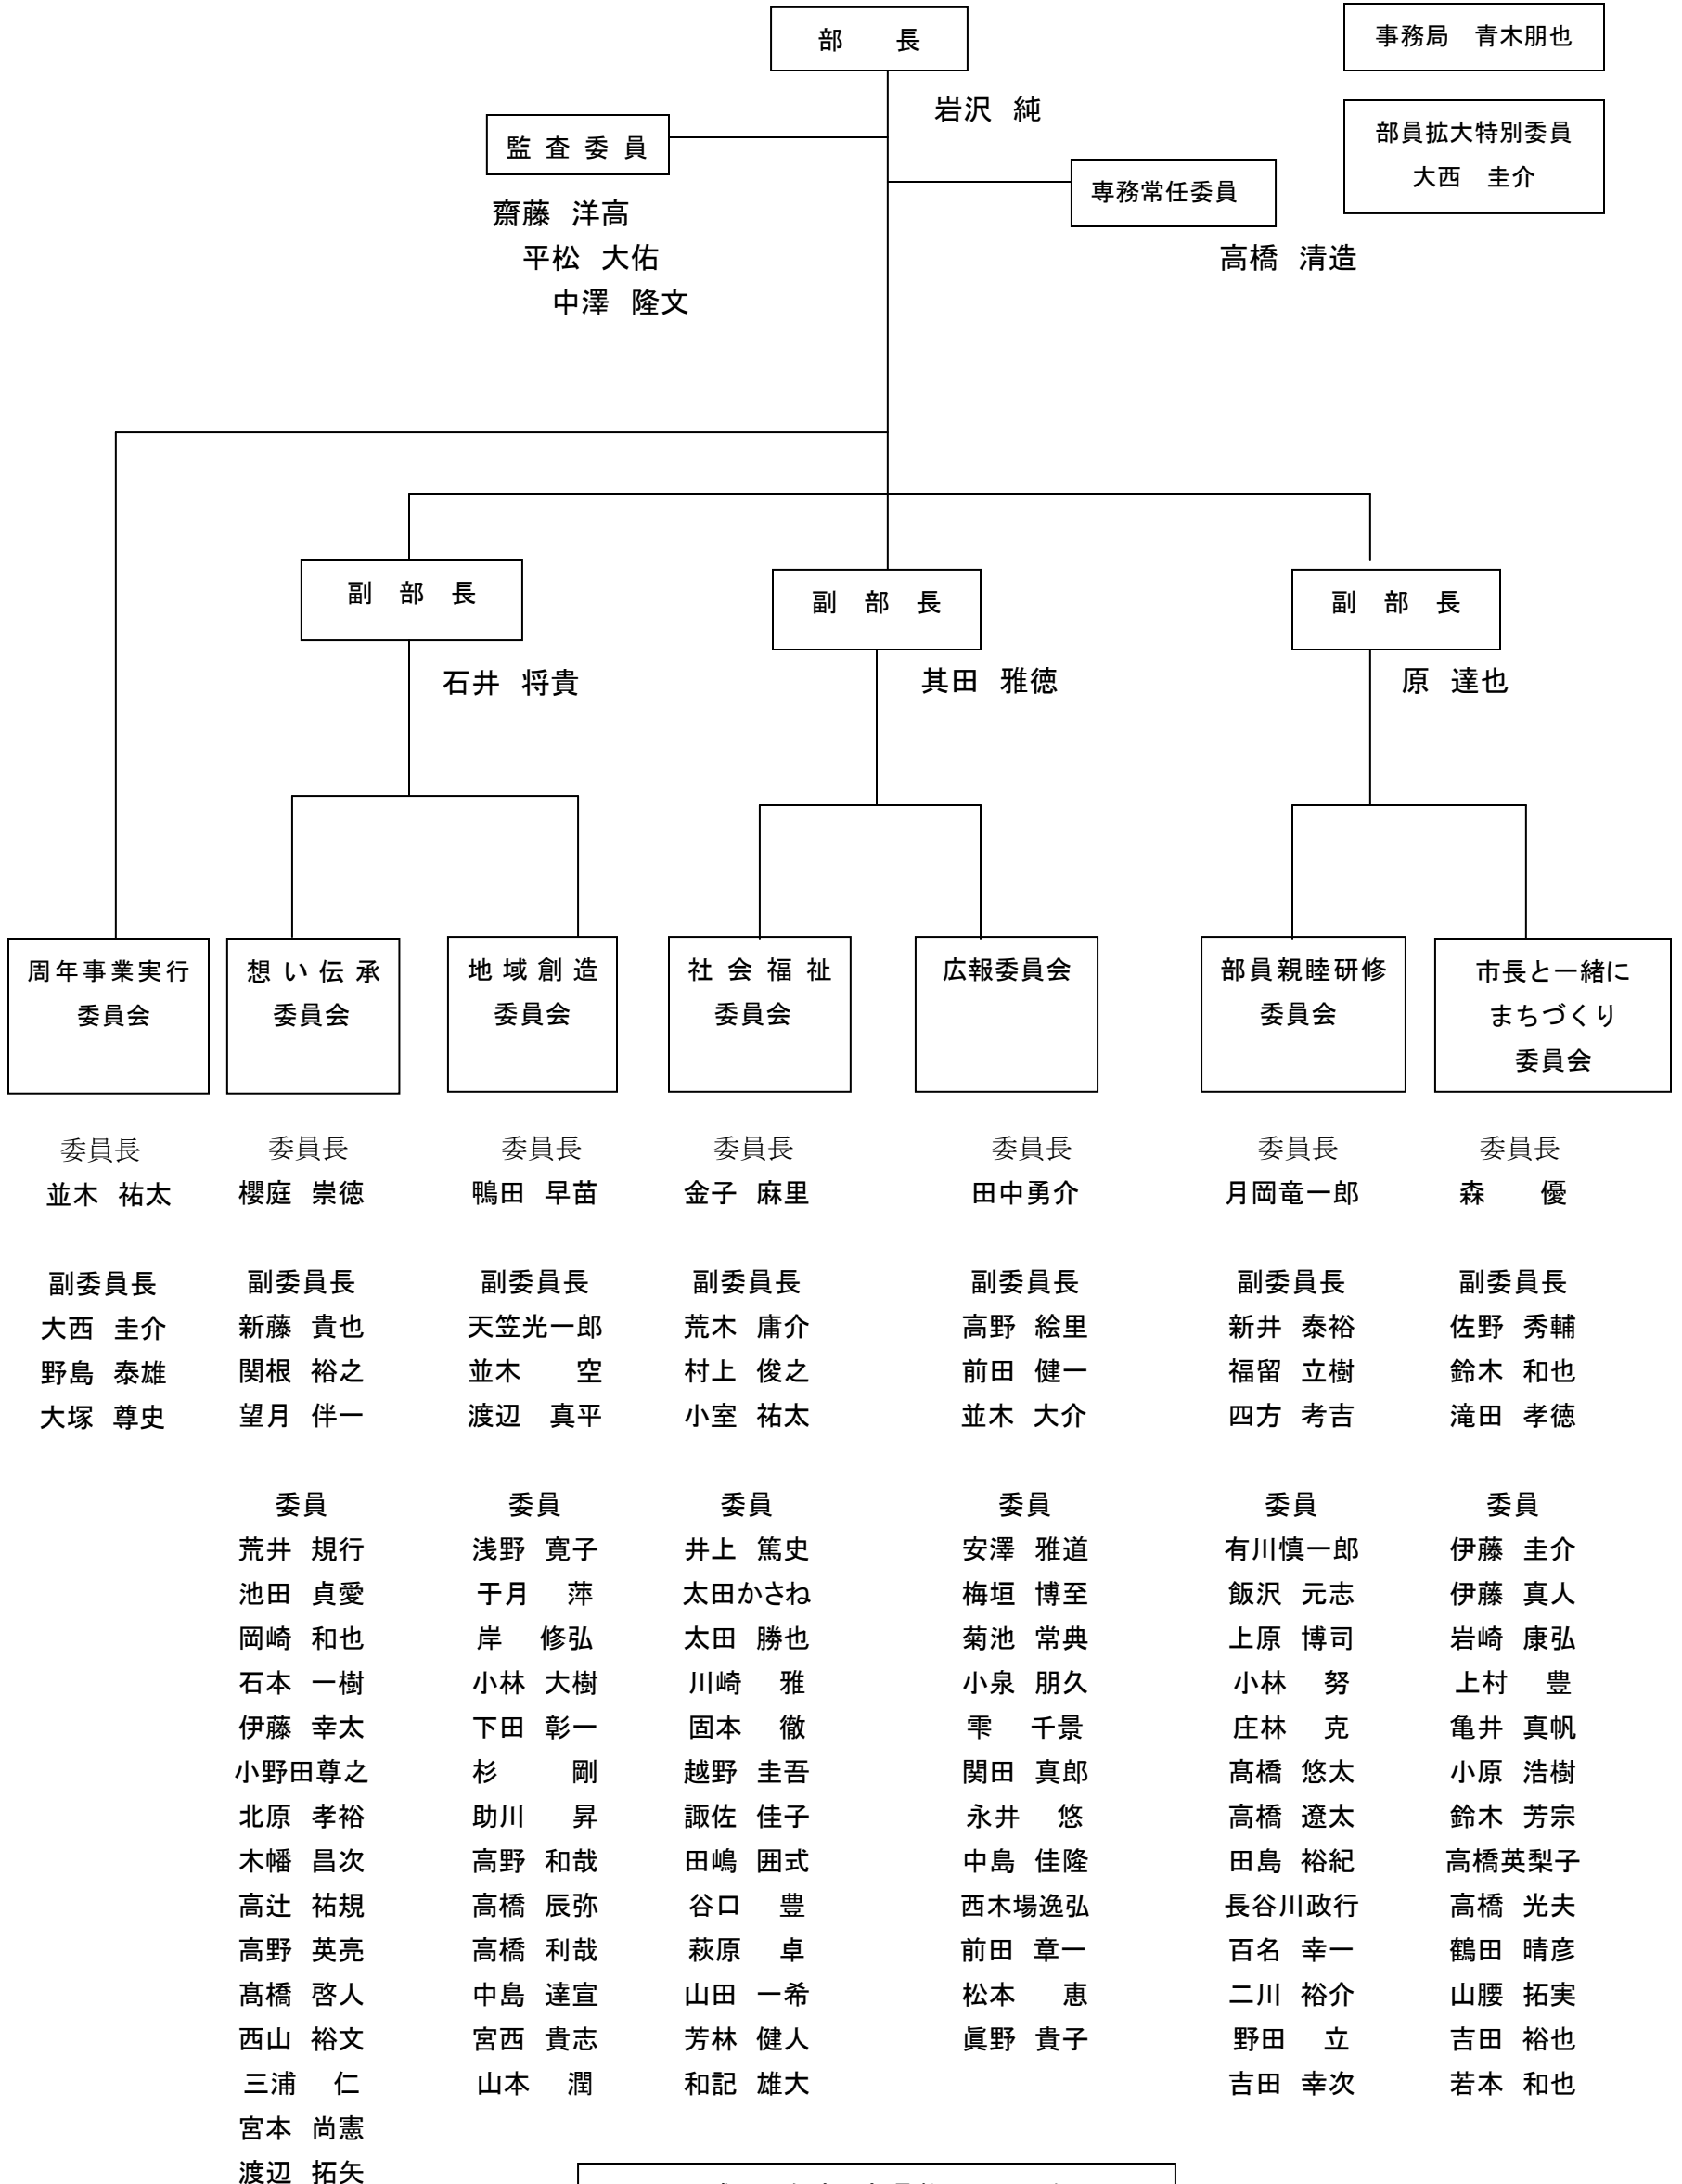 部　長
岩沢 純
事務局　青木朋也
部員拡大特別委員
大西　圭介
監査委員
齋藤 洋高
平松 大佑
中澤 隆文
専務常任委員
高橋 清造
副部長
石井 将貴
副部長
其田 雅徳
副部長
原 達也
周年事業実行
委員会
委員長
並木 祐太
副委員長
大西 圭介
野島 泰雄
大塚 尊史
想い伝承
委員会
委員長
櫻庭 崇徳
副委員長
新藤 貴也
関根 裕之
望月 伴一
委員
荒井 規行
池田 貞愛
岡崎 和也
石本 一樹
伊藤 幸太
小野田尊之
北原 孝裕
木幡 昌次
高辻 祐規
高野 英亮
髙橋 啓人
西山 裕文
三浦 仁
宮本 尚憲
渡辺 拓矢
地域創造
委員会
委員長
鴨田 早苗
副委員長
天笠光一郎
並木 空
渡辺 真平
委員
浅野 寛子
于月 萍
岸 修弘
小林 大樹
下田 彰一
杉 剛
助川 昇
高野 和哉
高橋 辰弥
高橋 利哉
中島 達宣
宮西 貴志
山本 潤
社会福祉
委員会
委員長
金子 麻里
副委員長
荒木 庸介
村上 俊之
小室 祐太
委員
井上 篤史
太田かさね
太田 勝也
川崎 雅
固本 徹
越野 圭吾
諏佐 佳子
田嶋 囲式
谷口 豊
萩原 卓
山田 一希
芳林 健人
和記 雄大
広報委員会
委員長
田中勇介
副委員長
高野 絵里
前田 健一
並木 大介
委員
安澤 雅道
梅垣 博至
菊池 常典
小泉 朋久
雫 千景
関田 真郎
永井 悠
中島 佳隆
西木場逸弘
前田 章一
松本 恵
眞野 貴子
部員親睦研修
委員会
委員長
月岡竜一郎
副委員長
新井 泰裕
福留 立樹
四方 考吉
委員
有川慎一郎
飯沢 元志
上原 博司
小林 努
庄林 克
髙橋 悠太
高橋 遼太
田島 裕紀
長谷川政行
百名 幸一
二川 裕介
野田 立
吉田 幸次
市長と一緒に
まちづくり
委員会
委員長
森 優
副委員長
佐野 秀輔
鈴木 和也
滝田 孝徳
委員
伊藤 圭介
伊藤 真人
岩崎 康弘
上村 豊
亀井 真帆
小原 浩樹
鈴木 芳宗
高橋英梨子
高橋 光夫
鶴田 晴彦
山腰 拓実
吉田 裕也
若本 和也